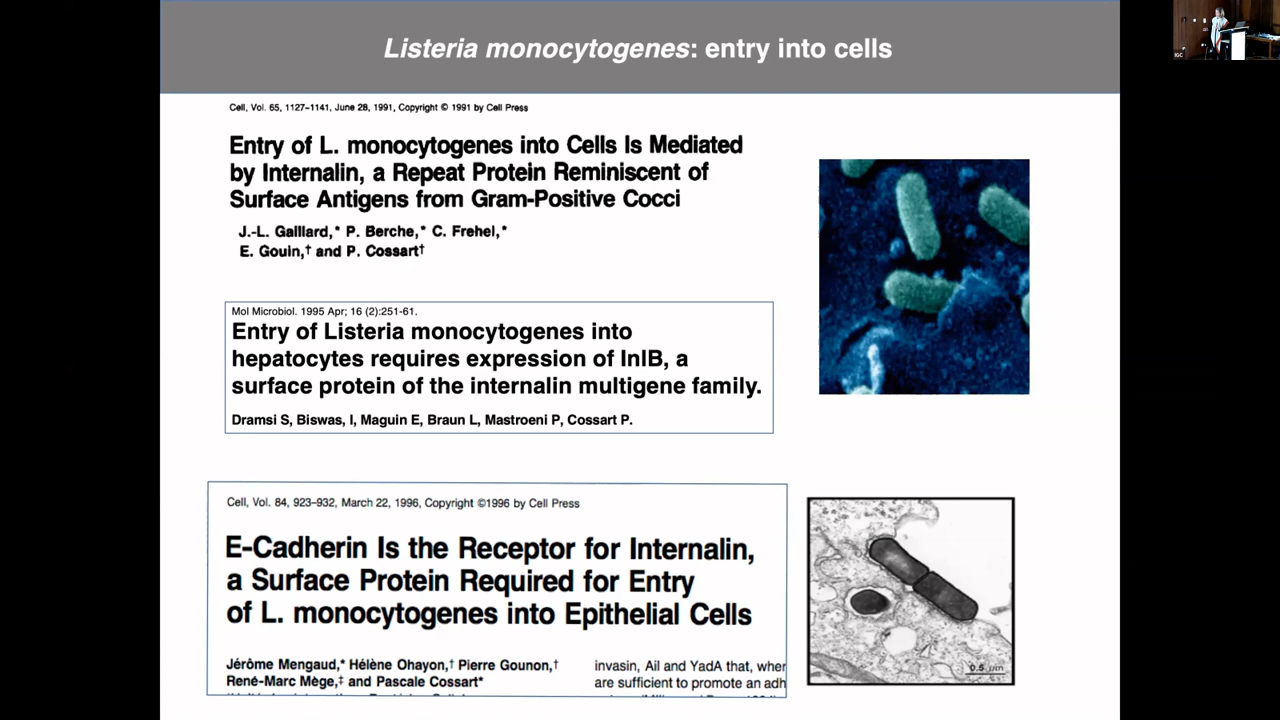 Listeria monocytogenes: entry into cells
Cell, Vol. 65, 1127–1141, June 28, 1991, Copyright © 1991 by Cell Press
Entry of L. monocytogenes into Cells Is Mediated
by Internalin, a Repeat Protein Reminiscent of
Surface Antigens from Gram-Positive Cocci
J.-L. Gaillard,* P. Berche,* C. Frehel,*
E. Gouin,† and P. Cossart†
Mol Microbiol. 1995 Apr; 16 (2):251-61.
Entry of Listeria monocytogenes into
hepatocytes requires expression of InlB, a
surface protein of the internalin multigene family.
Dramsi S, Biswas, I, Maguin E, Braun L, Mastroeni P, Cossart P.
Cell, Vol. 84, 923–932, March 22, 1996, Copyright ©1996 by Cell Press
E-Cadherin Is the Receptor for Internalin,
a Surface Protein Required for Entry
of L. monocytogenes into Epithelial Cells
Jérôme Mengaud,* Hélène Ohayon,† Pierre Gounon,†
René-Marc Mège,‡ and Pascale Cossart*
invasin, Ail and YadA that, wher
are sufficient to promote an adh
0.5 µm
IGC